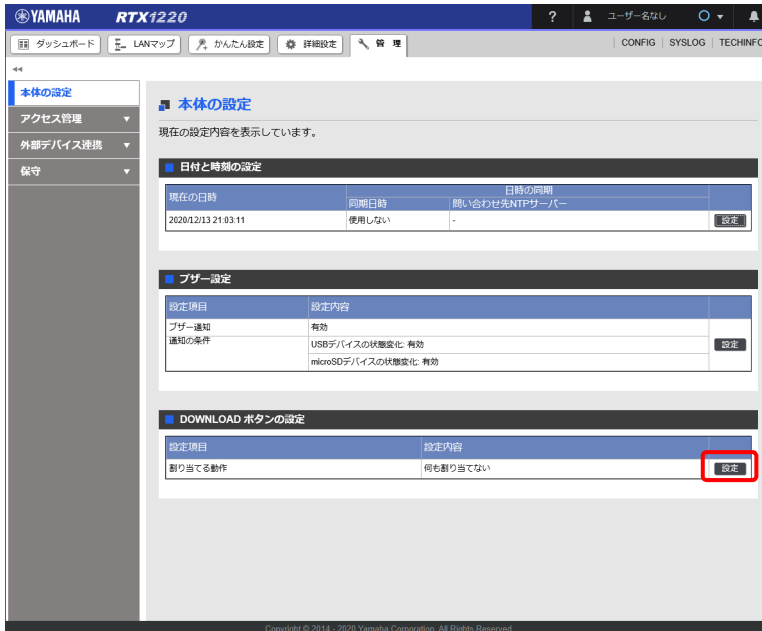 YAMAHA RTX1220 ? ユーザー名なし
ダッシュボード LANマップ かんたん設定 詳細設定 管 理 CONFIG SYSLOG TECHINFO
本体の設定
アクセス管理
外部デバイス連携
保守
本体の設定
現在の設定内容を表示しています。
日付と時刻の設定
現在の日時 日時の同期
同期日時 問い合わせ先NTPサーバー
2020/12/13 21:03:11 使用しない - 設定
ブザー設定
設定項目 設定内容
ブザー通知 有効
通知の条件 USBデバイスの状態変化: 有効 設定
microSDデバイスの状態変化: 有効
DOWNLOAD ボタンの設定
設定項目 設定内容
割り当てる動作 何も割り当てない 設定
Copyright © 2014 - 2020 Yamaha Corporation. All Rights Reserved.